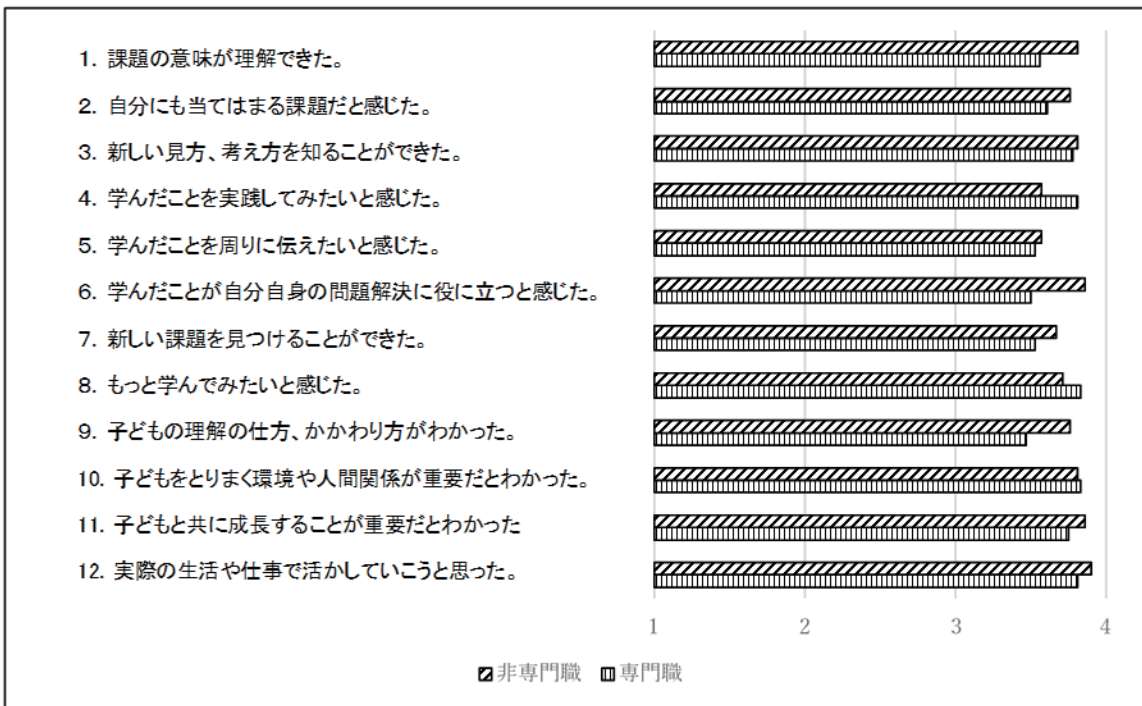 1. 課題の意味が理解できた。
2. 自分にも当てはまる課題だと感じた。
3. 新しい見方、考え方を知ることができた。
4. 学んだことを実践してみたいと感じた。
5. 学んだことを周りに伝えたいと感じた。
6. 学んだことが自分自身の問題解決に役に立つと感じた。
7. 新しい課題を見つけることができた。
8. もっと学んでみたいと感じた。
9. 子どもの理解の仕方、かかわり方がわかった。
10. 子どもをとりまく環境や人間関係が重要だとわかった。
11. 子どもと共に成長することが重要だとわかった
12. 実際の生活や仕事で活かしていこうと思った。
1 2 3 4
非専門職 専門職